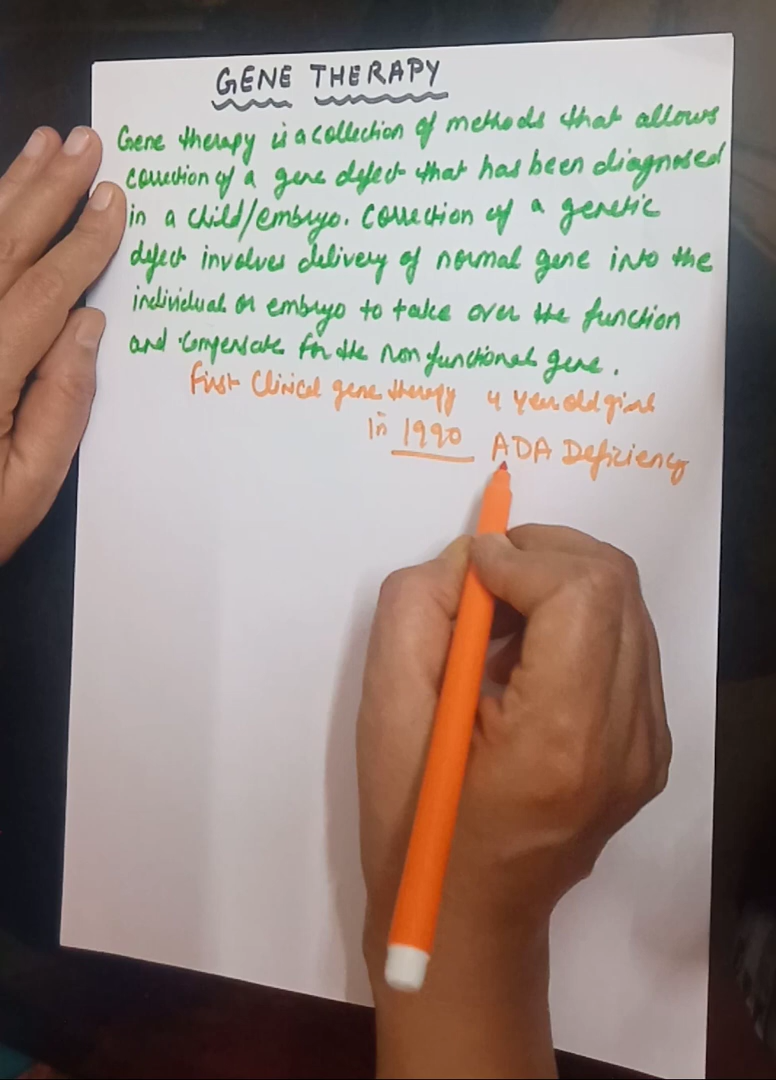 GENE THERAPY
Gene therapy is a collection of methods that allows
correction of a gene defect that has been diagnosed
in a child/embryo. Correction of a genetic
defect involves delivery of normal gene into the
individual or embryo to take over the function
and compensate for the non functional gene.
First Clinical gene therapy 4 year old girl
in 1990 ADA Deficiency